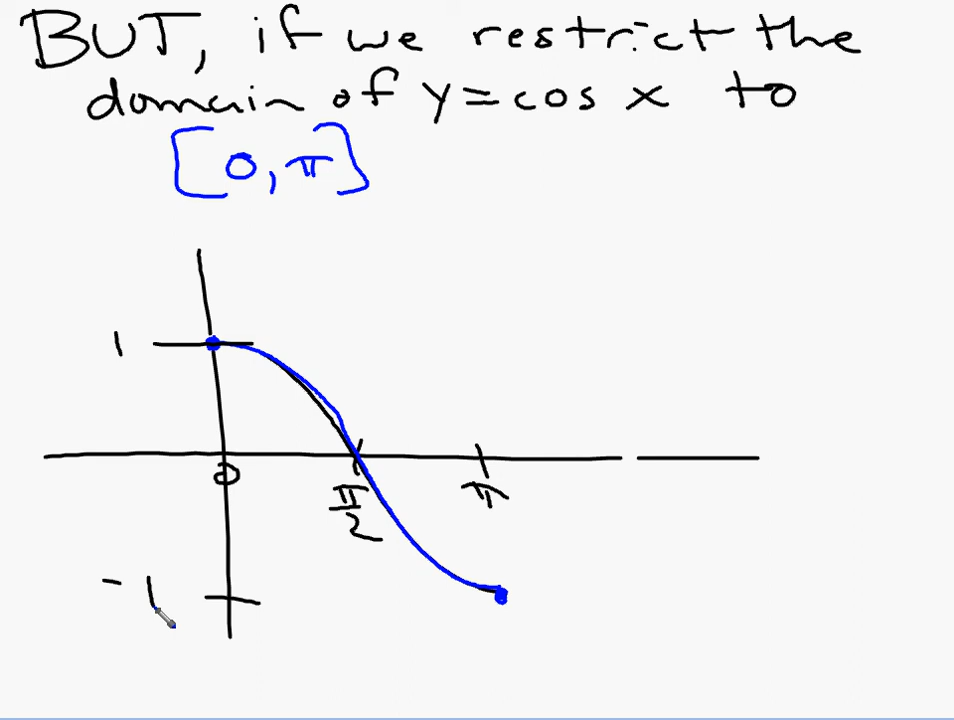 BUT, if we restrict the
domain of y=cos x to
[0, π]
1
0
π
π/2
-1